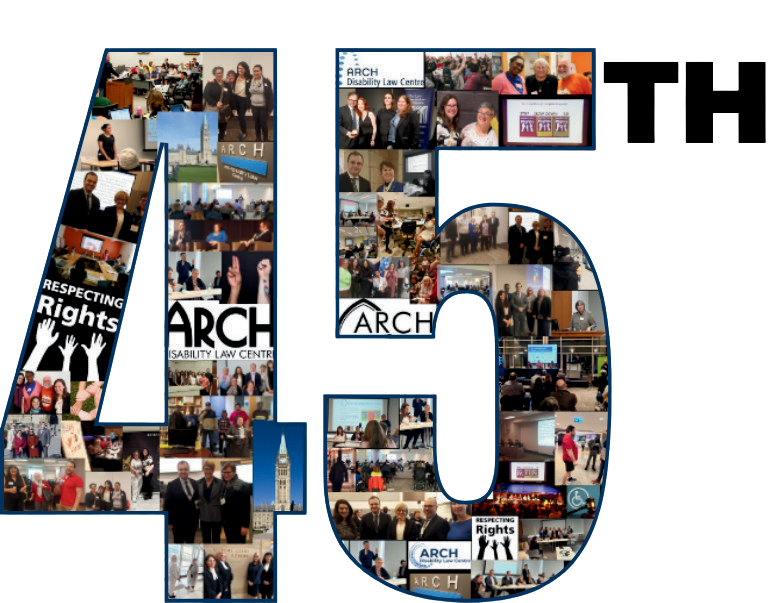 45TH
ARCH
Disability Law Centre
ARCH
RESPECTING
Rights
ARCH
DISABILITY LAW CENTRE
ARCH
RESPECTING
Rights
ARCH
Disability Law Centre
ARCH